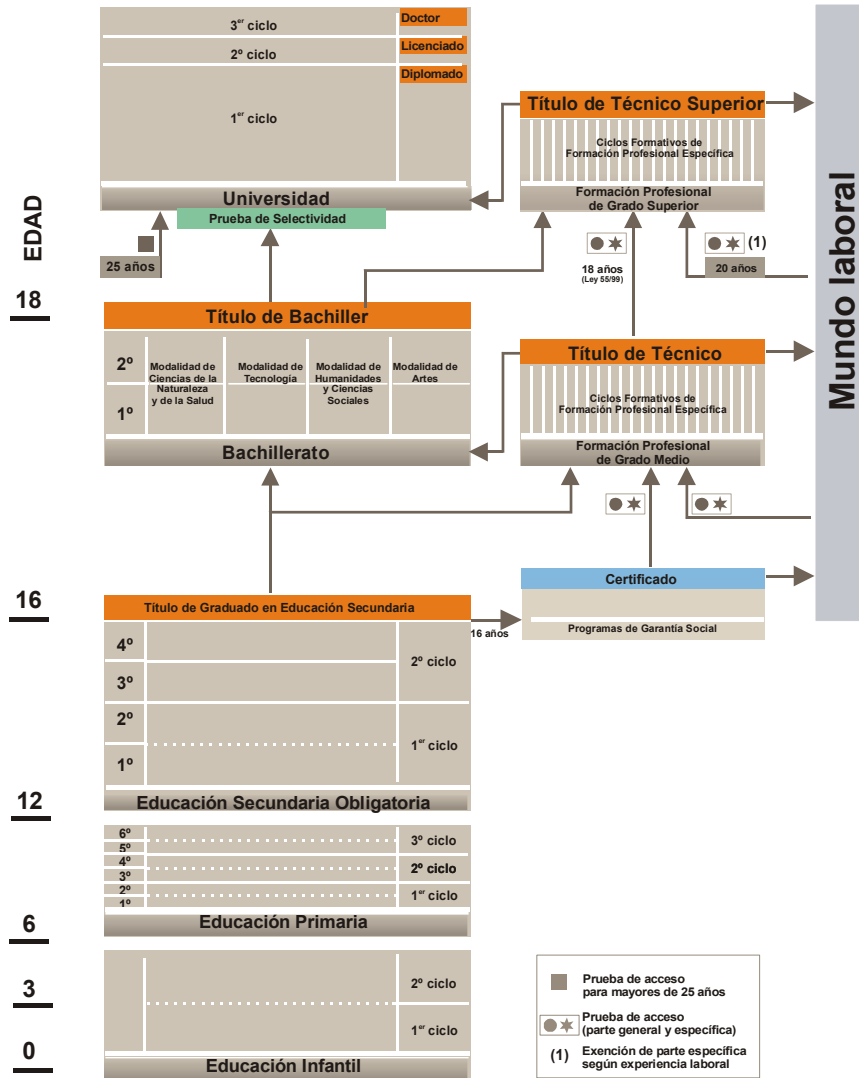 3er ciclo
Doctor
2º ciclo
Licenciado
Diplomado
1er ciclo
Universidad
Prueba de Selectividad
Título de Técnico Superior
Ciclos Formativos de
Formación Profesional Específica
Formación Profesional
de Grado Superior
Mundo laboral
EDAD
25 años
18 años
(Ley 55/99)
(1)
20 años
18
Título de Bachiller
2º
1º
Modalidad de
Ciencias de la
Naturaleza
y de la Salud
Modalidad de
Tecnología
Modalidad de
Humanidades
y Ciencias
Sociales
Modalidad de
Artes
Bachillerato
Título de Técnico
Ciclos Formativos de
Formación Profesional Específica
Formación Profesional
de Grado Medio
16
Título de Graduado en Educación Secundaria
16 años
Certificado
Programas de Garantía Social
4º
3º
2º ciclo
2º
1º
1er ciclo
Educación Secundaria Obligatoria
12
6º
5º
3º ciclo
4º
3º
2º ciclo
2º
1º
1er ciclo
Educación Primaria
6
2º ciclo
3
1er ciclo
0
Educación Infantil
Prueba de acceso
para mayores de 25 años
Prueba de acceso
(parte general y específica)
(1) Exención de parte específica
según experiencia laboral